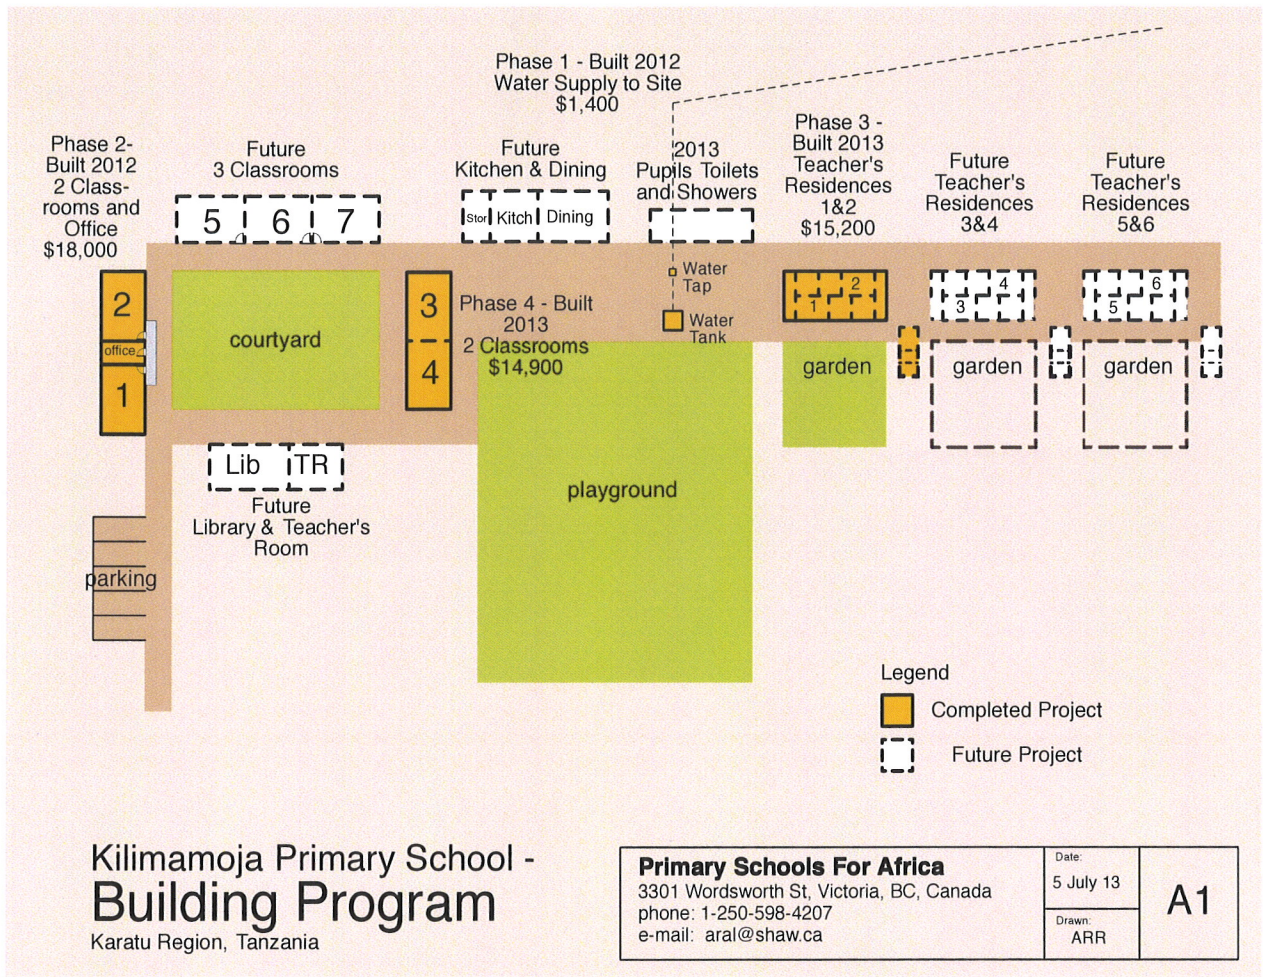 Phase 1 - Built 2012
Water Supply to Site
$1,400
Phase 2-
Built 2012
2 Class-
rooms and
Office
$18,000
Future
3 Classrooms
Future
Kitchen & Dining
2013
Pupils Toilets
and Showers
Phase 3 -
Built 2013
Teacher's
Residences
1&2
$15,200
Future
Teacher's
Residences
3&4
Future
Teacher's
Residences
5&6
5 6 7
Stor Kitch Dining
2
office
1
courtyard
3
4
Phase 4 - Built
2013
2 Classrooms
$14,900
Water
Tap
Water
Tank
2
1
4
3
6
5
garden
garden
garden
Lib TR
Future
Library & Teacher's
Room
playground
parking
Legend
Completed Project
Future Project
Kilimamoja Primary School -
Building Program
Karatu Region, Tanzania
Primary Schools For Africa
3301 Wordsworth St, Victoria, BC, Canada
phone: 1-250-598-4207
e-mail: aral@shaw.ca
Date:
5 July 13
Drawn:
ARR
A1